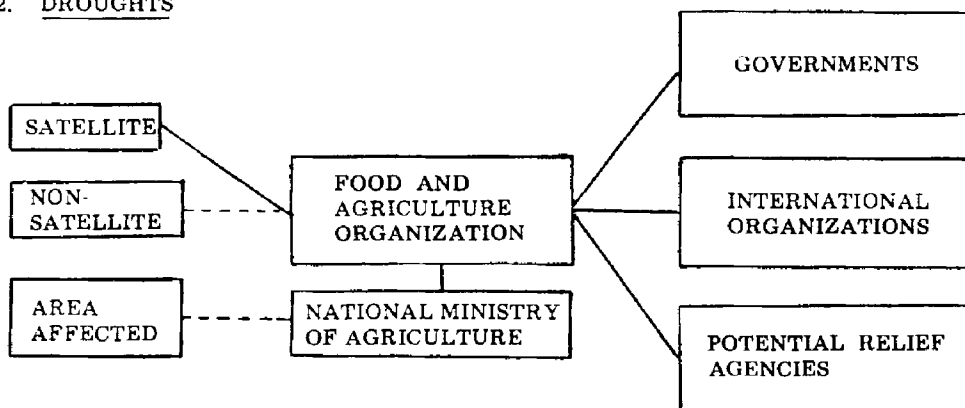 2. DROUGHTS
SATELLITE
NON-
SATELLITE
AREA
AFFECTED
FOOD AND
AGRICULTURE
ORGANIZATION
NATIONAL MINISTRY
OF AGRICULTURE
GOVERNMENTS
INTERNATIONAL
ORGANIZATIONS
POTENTIAL RELIEF
AGENCIES